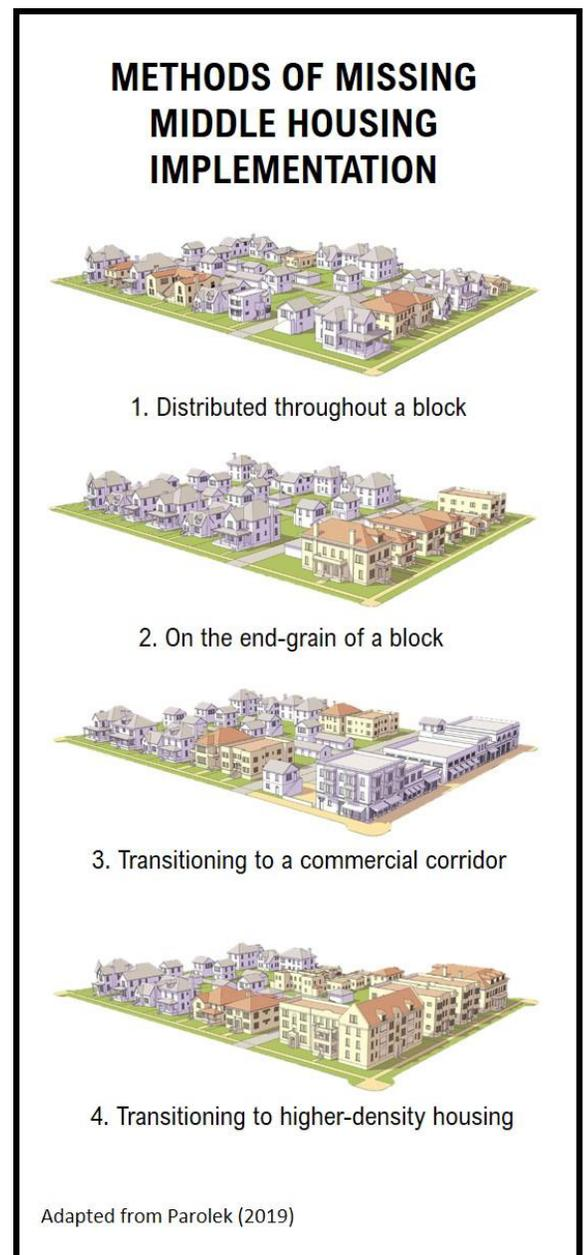 METHODS OF MISSING
MIDDLE HOUSING
IMPLEMENTATION
1. Distributed throughout a block
2. On the end-grain of a block
3. Transitioning to a commercial corridor
4. Transitioning to higher-density housing
Adapted from Parolek (2019)